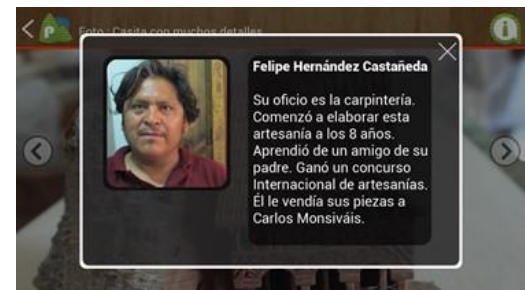 Foto : Casita con muchos detalles
Felipe Hernández Castañeda
Su oficio es la carpintería.
Comenzó a elaborar esta
artesanía a los 8 años.
Aprendió de un amigo de su
padre. Ganó un concurso
Internacional de artesanías.
Él le vendía sus piezas a
Carlos Monsiváis.